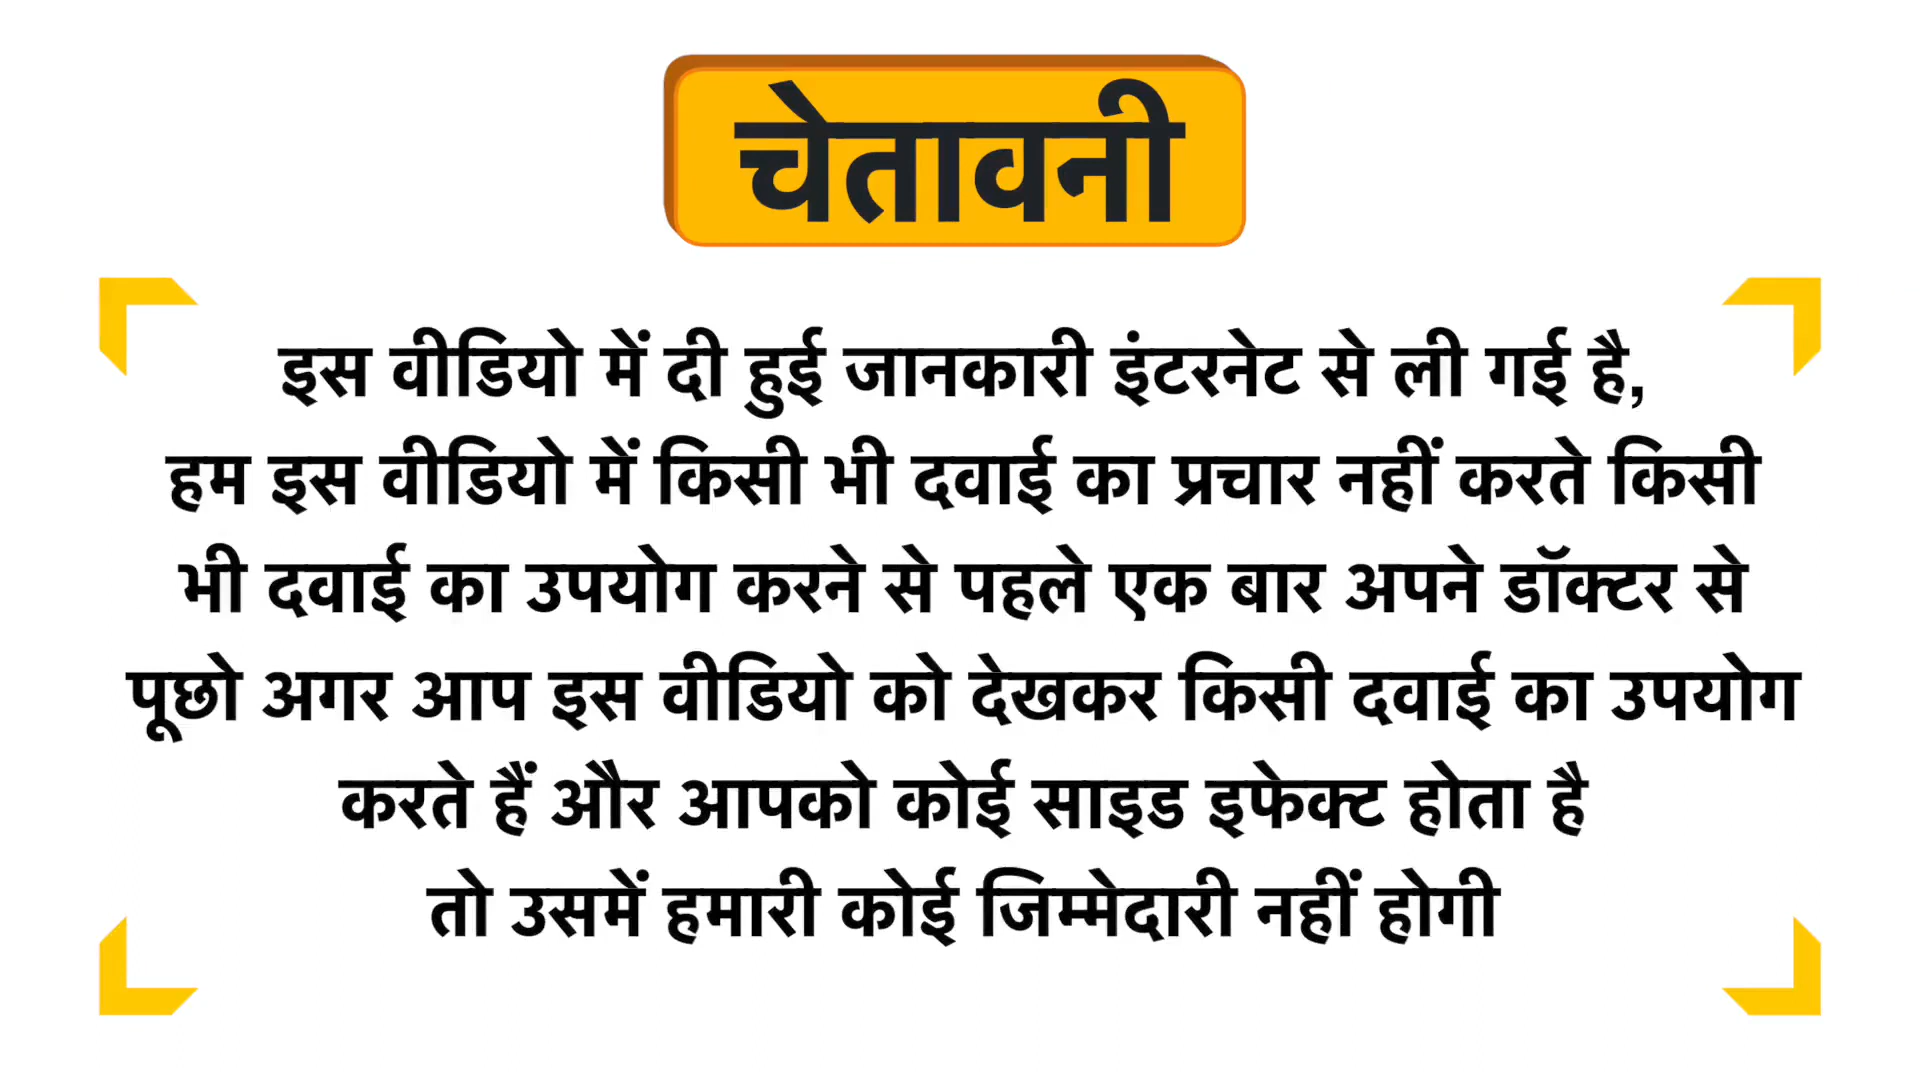 चेतावनी
इस वीडियो में दी हुई जानकारी इंटरनेट से ली गई है,
हम इस वीडियो में किसी भी दवाई का प्रचार नहीं करते किसी
भी दवाई का उपयोग करने से पहले एक बार अपने डॉक्टर से
पूछो अगर आप इस वीडियो को देखकर किसी दवाई का उपयोग
करते हैं और आपको कोई साइड इफेक्ट होता है
तो उसमें हमारी कोई जिम्मेदारी नहीं होगी